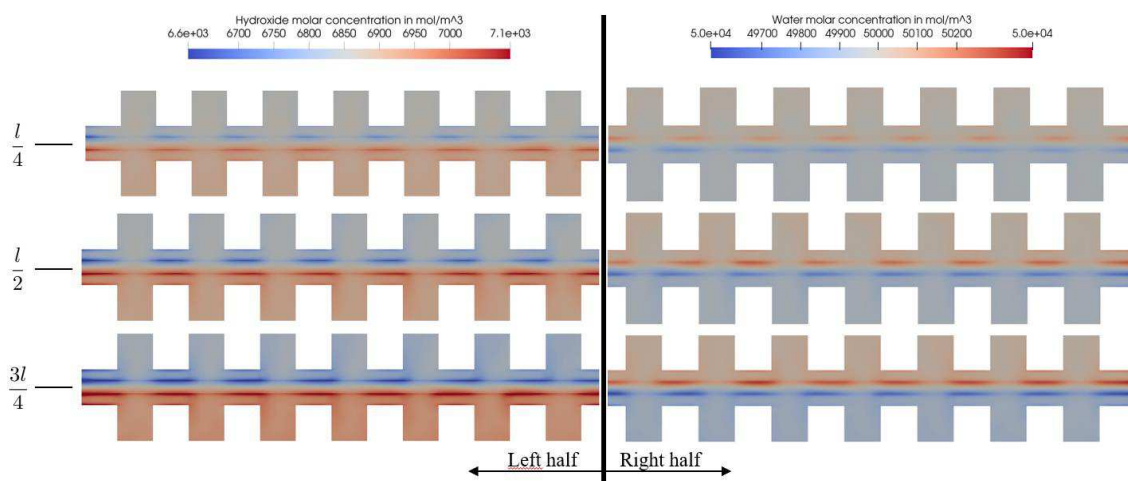 Hydroxide molar concentration in mol/m^3
6.6e+03 6700 6750 6800 6850 6900 6950 7000 7.1e+03
Water molar concentration in mol/m^3
5.0e+04 49700 49800 49900 50000 50100 50200 5.0e+04
l/4
l/2
3l/4
Left half Right half